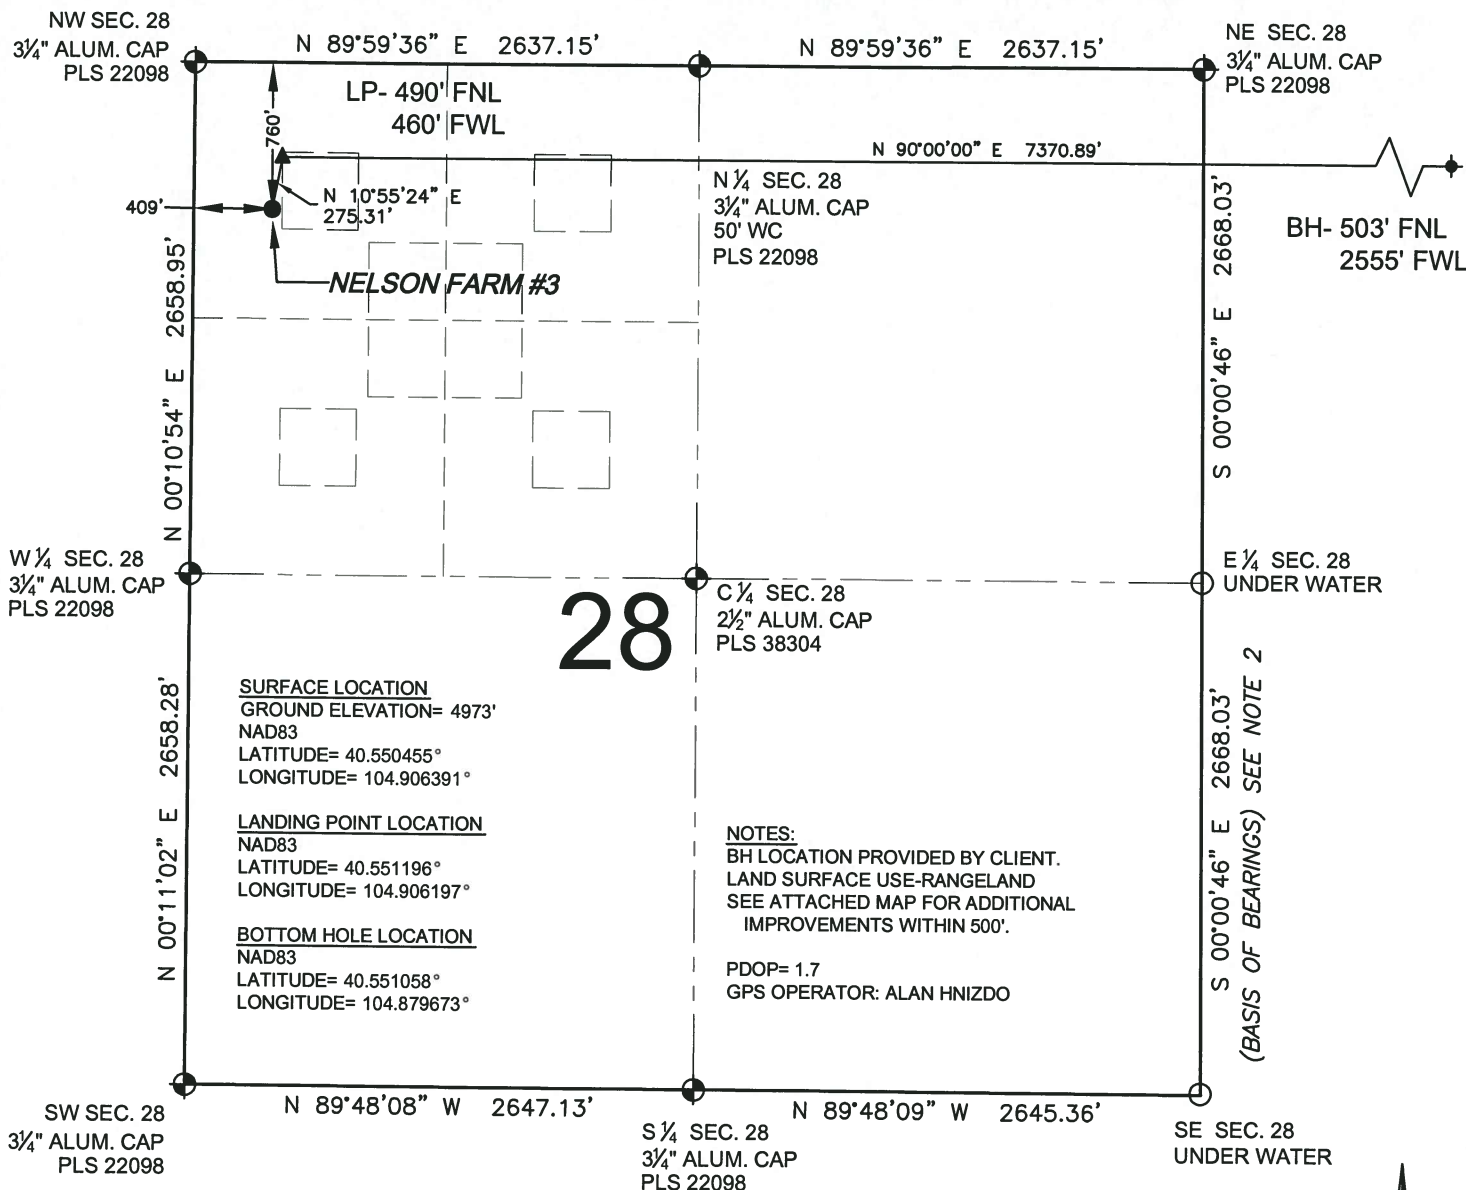 NW SEC. 28
3¼" ALUM. CAP
PLS 22098
N 89°59'36" E 2637.15'
N 89°59'36" E 2637.15'
NE SEC. 28
3¼" ALUM. CAP
PLS 22098
LP- 490' FNL
460' FWL
760'
N 90°00'00" E 7370.89'
N 10°55'24" E
275.31'
409'
N ¼ SEC. 28
3¼" ALUM. CAP
50' WC
PLS 22098
BH- 503' FNL
2555' FWL
NELSON FARM #3
N 00°10'54" E 2658.95'
S 00°00'46" E 2668.03'
W ¼ SEC. 28
3¼" ALUM. CAP
PLS 22098
28
C ¼ SEC. 28
2½" ALUM. CAP
PLS 38304
E ¼ SEC. 28
UNDER WATER
N 00°11'02" E 2658.28'
SURFACE LOCATION
GROUND ELEVATION= 4973'
NAD83
LATITUDE= 40.550455°
LONGITUDE= 104.906391°
LANDING POINT LOCATION
NAD83
LATITUDE= 40.551196°
LONGITUDE= 104.906197°
BOTTOM HOLE LOCATION
NAD83
LATITUDE= 40.551058°
LONGITUDE= 104.879673°
NOTES:
BH LOCATION PROVIDED BY CLIENT.
LAND SURFACE USE-RANGELAND
SEE ATTACHED MAP FOR ADDITIONAL
IMPROVEMENTS WITHIN 500'.
PDOP= 1.7
GPS OPERATOR: ALAN HNIZDO
S 00°00'46" E 2668.03'
(BASIS OF BEARINGS) SEE NOTE 2
SW SEC. 28
3¼" ALUM. CAP
PLS 22098
N 89°48'08" W 2647.13'
S ¼ SEC. 28
3¼" ALUM. CAP
PLS 22098
N 89°48'09" W 2645.36'
SE SEC. 28
UNDER WATER